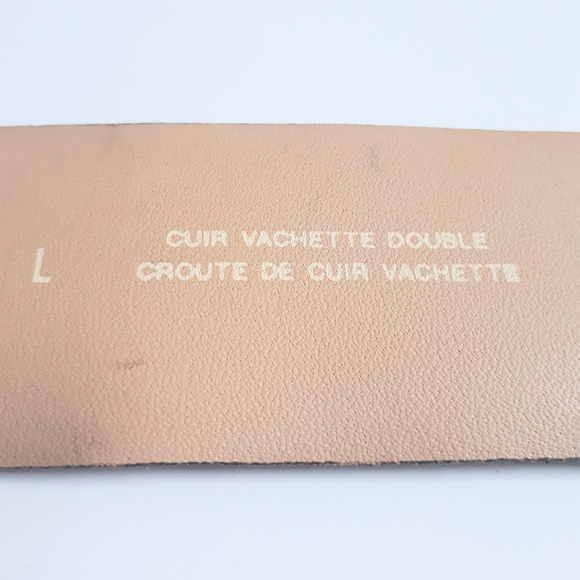 L
CUIR VACHETTE DOUBLE
CROUTE DE CUIR VACHETTE